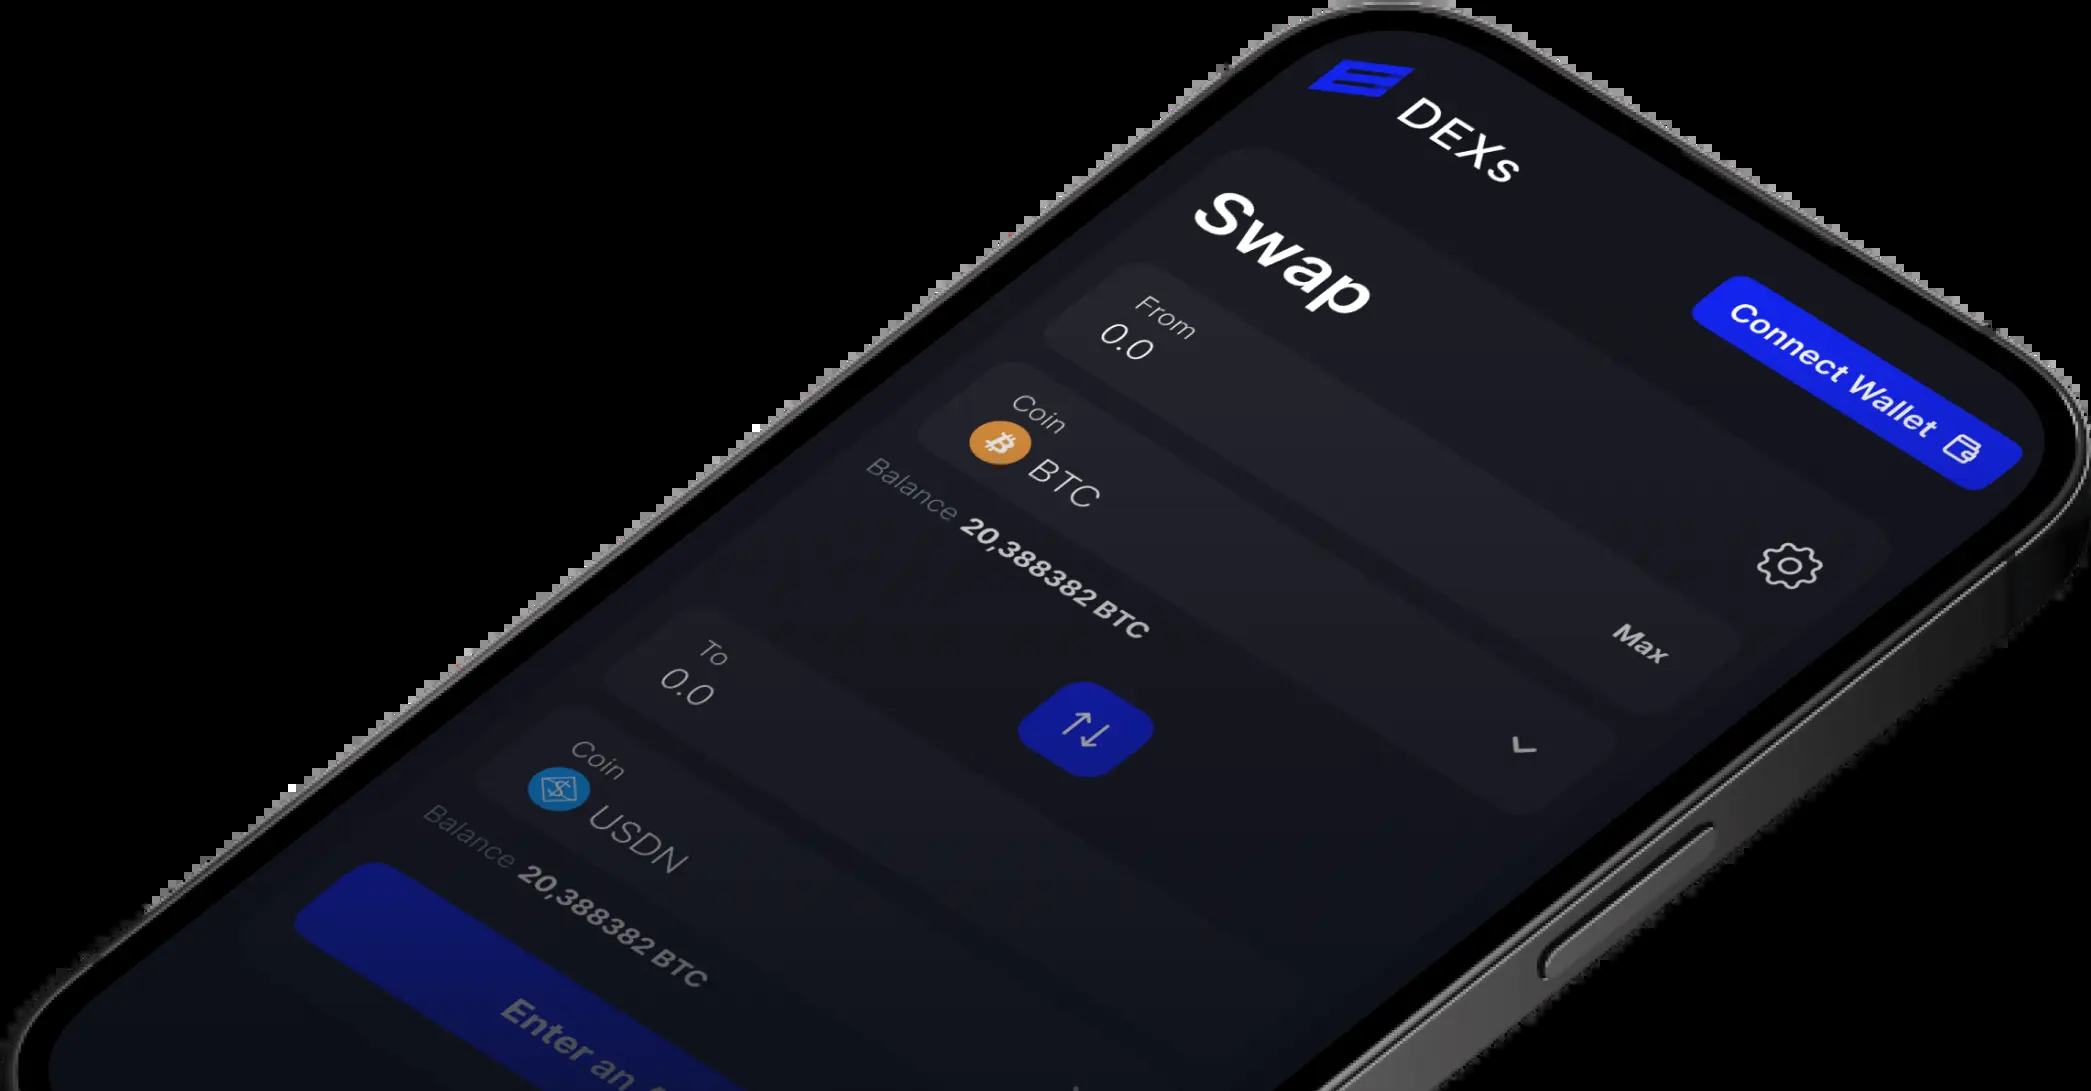 DEXs
Connect Wallet
Swap
From
0.0
Max
Coin
BTC
Balance 20,388382 BTC
To
0.0
Coin
USDN
Balance 20,388382 BTC
Enter an